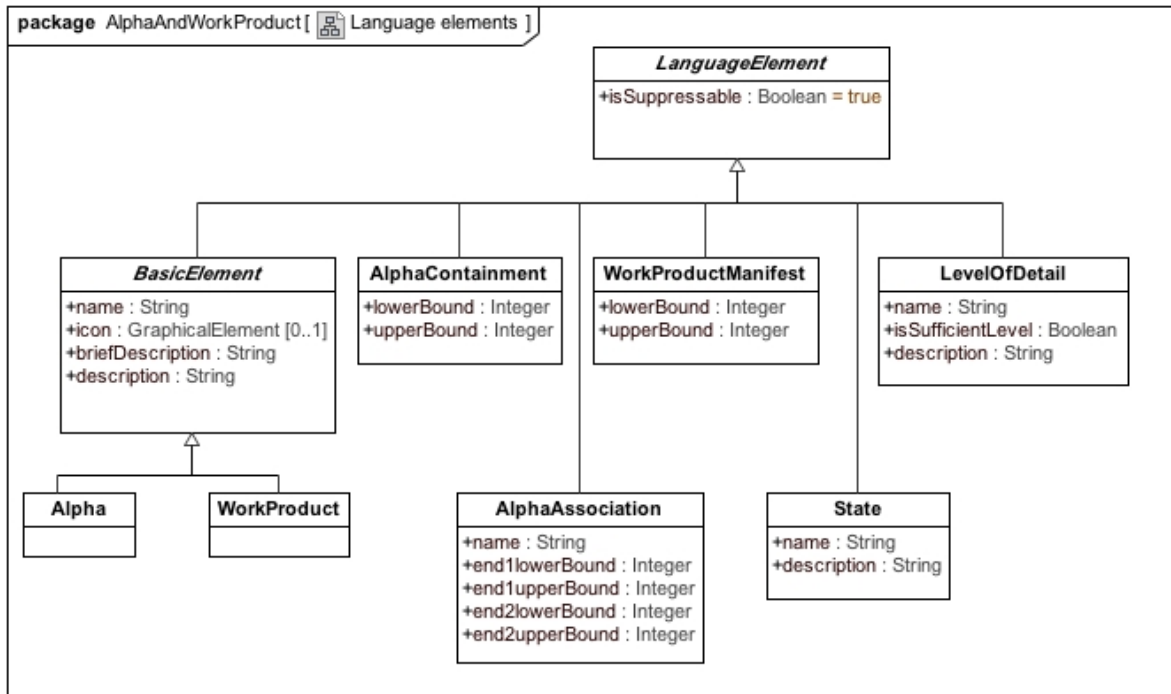 package AlphaAndWorkProduct [ Language elements ]
LanguageElement
+isSuppressable : Boolean = true
BasicElement
+name : String
+icon : GraphicalElement [0..1]
+briefDescription : String
+description : String
AlphaContainment
+lowerBound : Integer
+upperBound : Integer
WorkProductManifest
+lowerBound : Integer
+upperBound : Integer
LevelOfDetail
+name : String
+isSufficientLevel : Boolean
+description : String
Alpha
WorkProduct
AlphaAssociation
+name : String
+end1lowerBound : Integer
+end1upperBound : Integer
+end2lowerBound : Integer
+end2upperBound : Integer
State
+name : String
+description : String